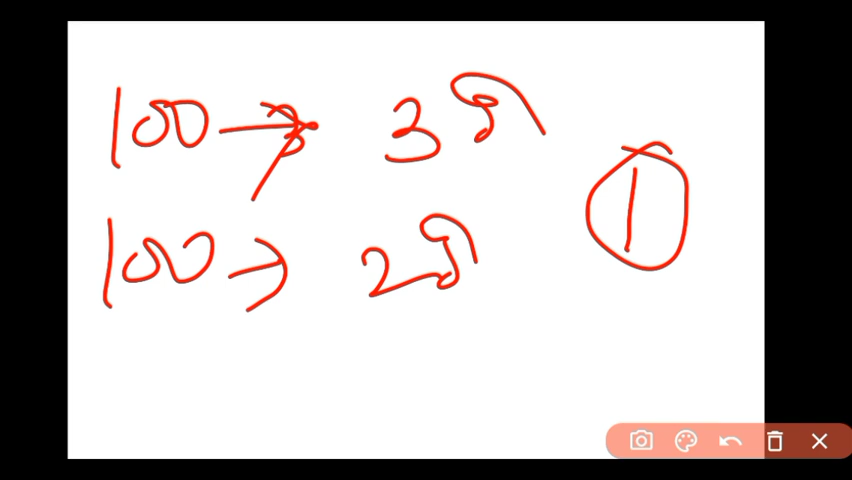 100 → 3
100 → 2
1